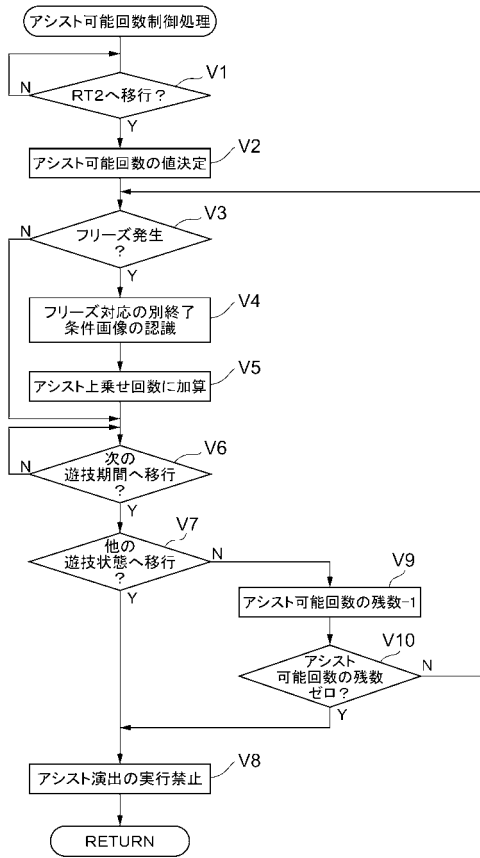 アシスト可能回数制御処理
V1
RT2へ移行？
N
Y
V2
アシスト可能回数の値決定
V3
フリーズ発生
？
N
Y
V4
フリーズ対応の別終了
条件画像の認識
V5
アシスト上乗せ回数に加算
V6
次の
遊技期間へ移行
？
N
Y
V7
他の
遊技状態へ移行
？
N
Y
V9
アシスト可能回数の残数-1
V10
アシスト
可能回数の残数
ゼロ？
N
Y
V8
アシスト演出の実行禁止
RETURN